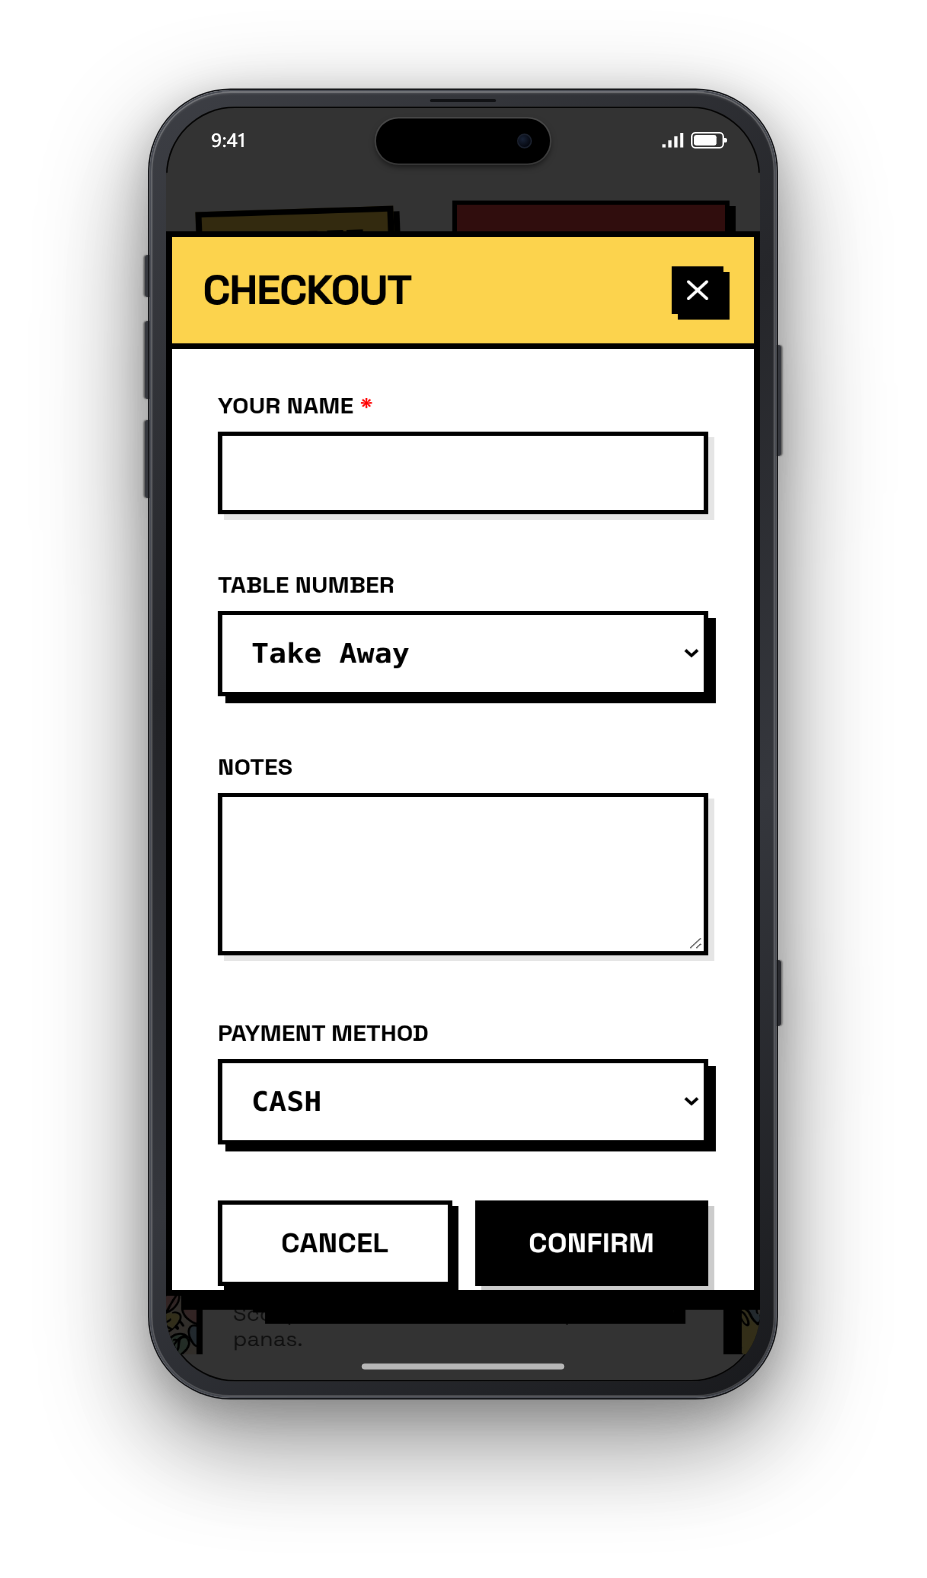 9:41
CHECKOUT
YOUR NAME *
TABLE NUMBER
Take Away
NOTES
PAYMENT METHOD
CASH
CANCEL
CONFIRM
panas.